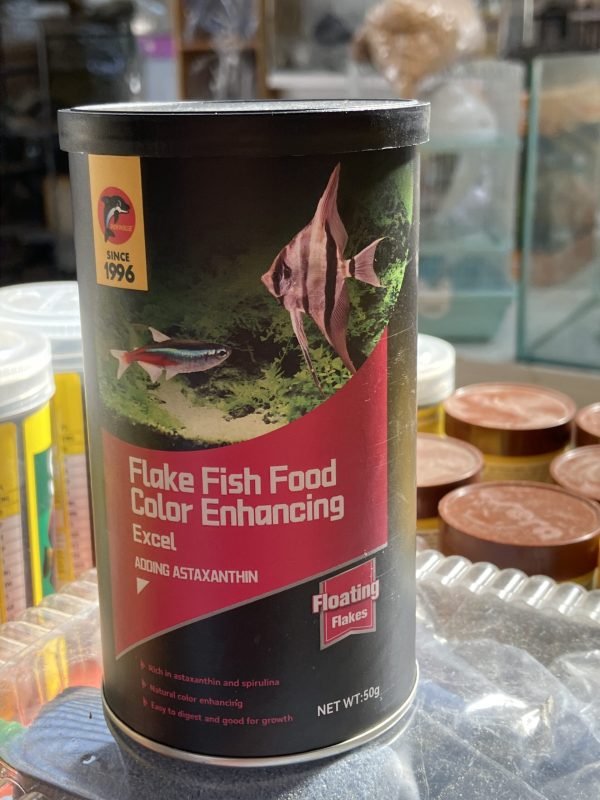 SINCE
1996
Flake Fish Food
Color Enhancing
Excel
ADDING ASTAXANTHIN
Floating
Flakes
Rich in astaxanthin and spirulina
Natural color enhancing
Easy to digest and good for growth
NET WT:50g